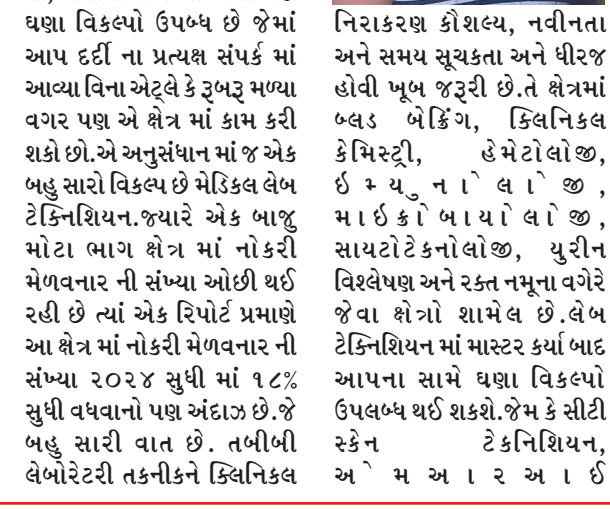 ઘણા વિકલ્પો ઉપબ્ધ છે જેમાં
આપ દર્દી ના પ્રત્યક્ષ સંપર્ક માં
આવ્યા વિના એટ્લે કે રૂબરૂ મળ્યા
વગર પણ એ ક્ષેત્ર માં કામ કરી
શકો છો.એ અનુસંધાન માં જ એક
બહુ સારો વિકલ્પ છે મેડિકલ લેબ
ટેક્નિશિયન.જ્યારે એક બાજુ
મોટા ભાગ ક્ષેત્ર માં નોકરી
મેળવનાર ની સંખ્યા ઓછી થઈ
રહી છે ત્યાં એક રિપોર્ટ પ્રમાણે
આ ક્ષેત્ર માં નોકરી મેળવનાર ની
સંખ્યા ૨૦૨૪ સુધી માં ૧૮%
સુધી વધવાનો પણ અંદાઝ છે.જે
બહુ સારી વાત છે. તબીબી
લેબોરેટરી તકનીકને ક્લિનિકલ
નિરાકરણ કૌશલ્ય, નવીનતા
અને સમય સૂચકતા અને ધીરજ
હોવી ખૂબ જરૂરી છે.તે ક્ષેત્રમાં
બ્લડ બેકિંગ, ક્લિનિકલ
કેમિસ્ટ્રી, હેમેટોલોજી,
ઇમ્યુનોલોજી,
માઇક્રોબાયોલોજી,
સાયટોટેકનોલોજી, યુરીન
વિશ્લેષણ અને રક્ત નમૂના વગેરે
જેવા ક્ષેત્રો શામેલ છે.લેબ
ટેક્નિશિયન માં માસ્ટર કર્યા બાદ
આપના સામે ઘણા વિકલ્પો
ઉપલબ્ધ થઈ શકશે.જેમ કે સીટી
સ્કેન ટેકનિશિયન,
એમઆરઆઈ